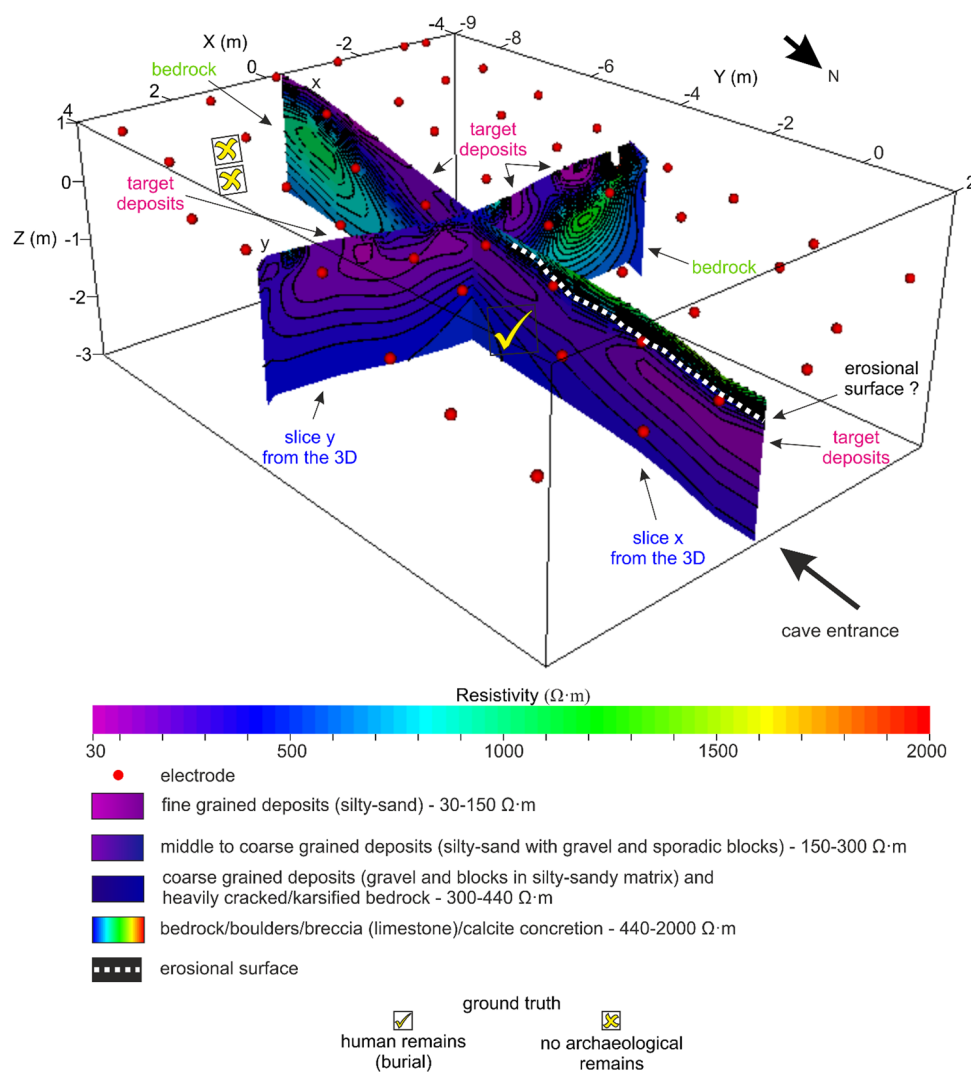 X (m)
-4
-9
-2
-8
0
x
bedrock
2
4
1
-6
Y (m)
N
-4
-2
0
2
target
deposits
target
deposits
0
Z (m)
-1
-2
-3
y
bedrock
erosional
surface ?
target
deposits
slice y
from the 3D
slice x
from the 3D
cave entrance
Resistivity (Ω·m)
30 500 1000 1500 2000
electrode
fine grained deposits (silty-sand) - 30-150 Ω·m
middle to coarse grained deposits (silty-sand with gravel and sporadic blocks) - 150-300 Ω·m
coarse grained deposits (gravel and blocks in silty-sandy matrix) and
heavily cracked/karsified bedrock - 300-440 Ω·m
bedrock/boulders/breccia (limestone)/calcite concretion - 440-2000 Ω·m
erosional surface
ground truth
human remains
(burial)
no archaeological
remains